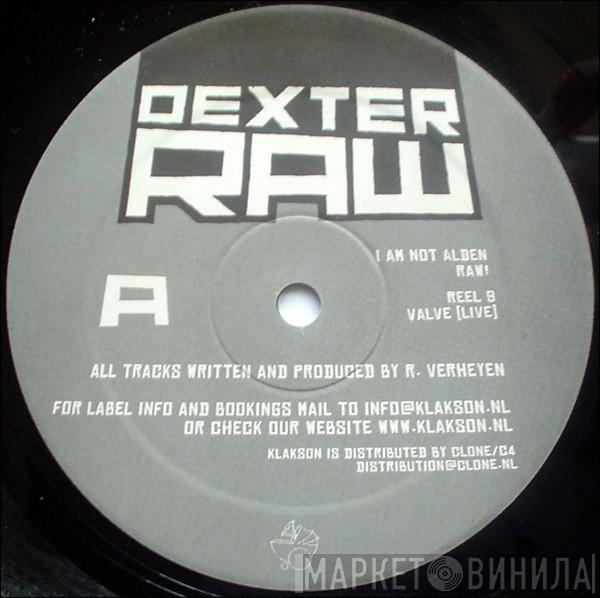 DEXTER
RAW
I AM NOT ALDEN
RAW!
REEL 9
VALVE [LIVE]
A
ALL TRACKS WRITTEN AND PRODUCED BY R. VERHEYEN
FOR LABEL INFO AND BOOKINGS MAIL TO INFO@KLAKSON.NL
OR CHECK OUR WEBSITE WWW.KLAKSON.NL
KLAKSON IS DISTRIBUTED BY CLONE/C4
DISTRIBUTION@CLONE.NL
МАРКЕТ ВИНИЛА